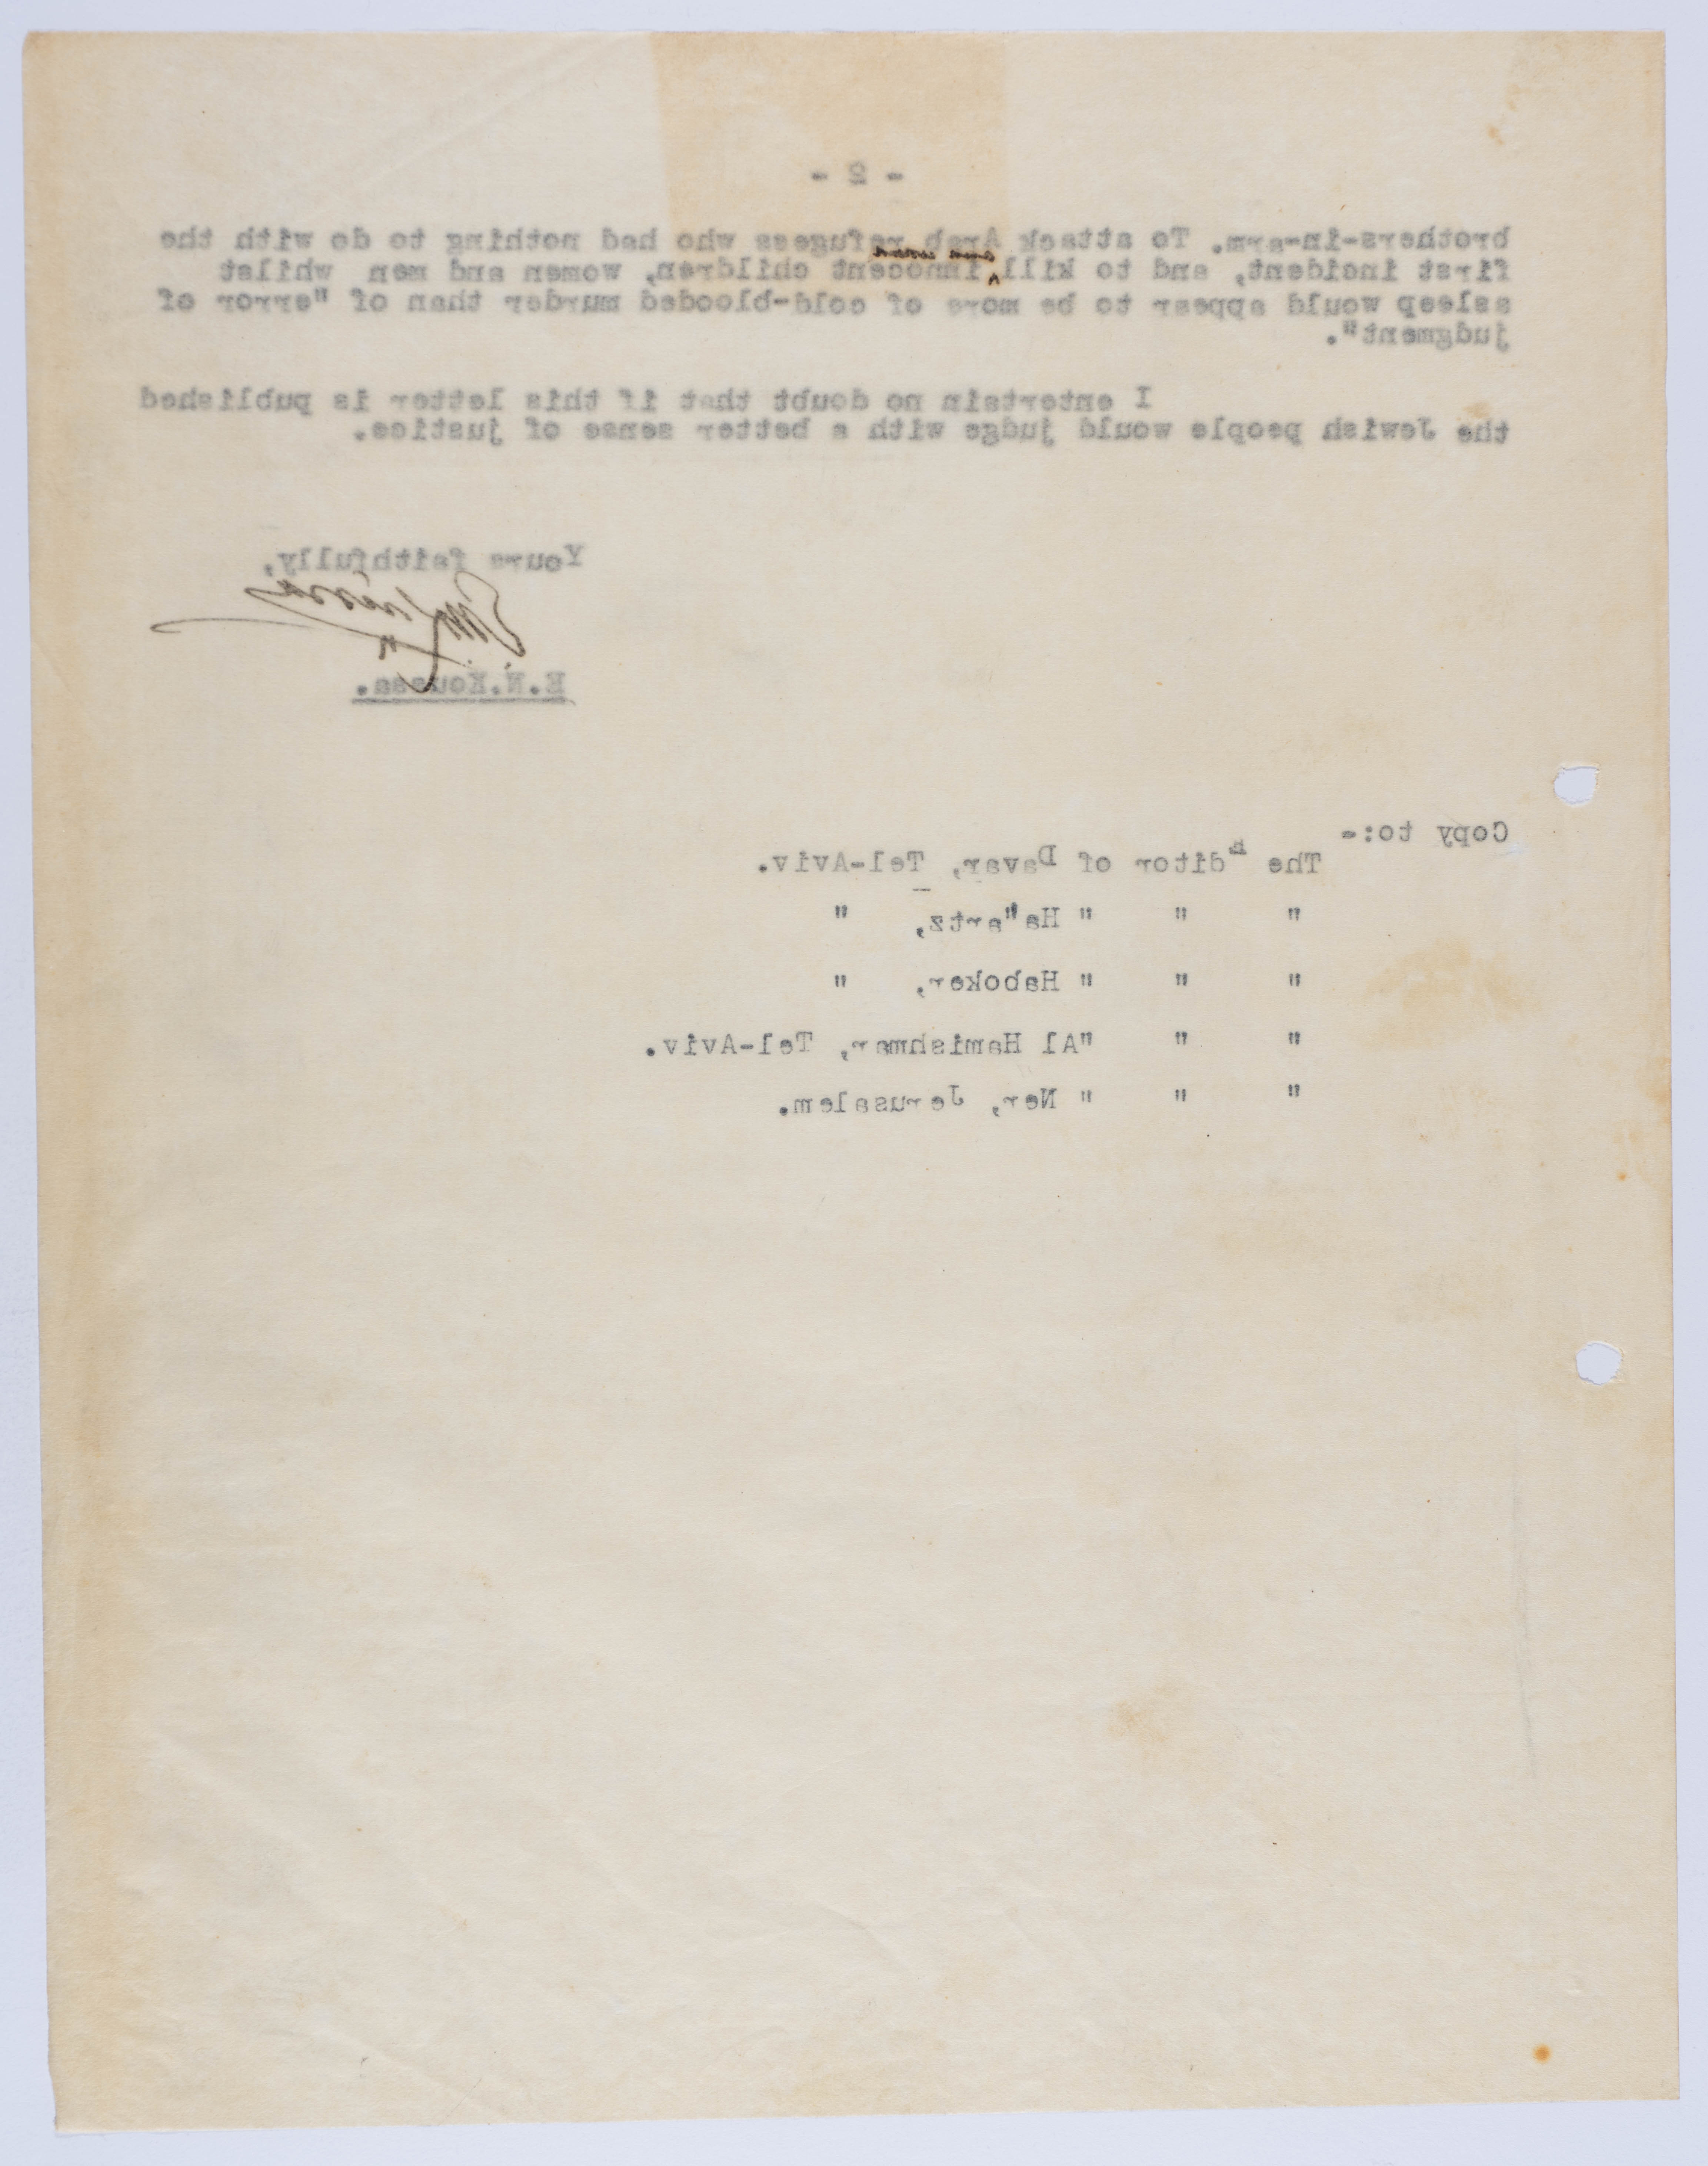 - 2 -
brothers-in-arm. To attack Arab refugess who had nothing to do with the
first incident, and to kill innocent children, women and men whilst
asleep would appear to be more of cold-blooded murder than of "error of
judgment".
I entertain no doubt that if this letter is published
the Jewish people would judge with a better sense of justice.
Yours faithfully,
E.N.Koussa.
Copy to:-
The Editor of Davar, Tel-Aviv.
" " " Ha"artz, "
" " " Haboker, "
" " "Al Hamishmar, Tel-Aviv.
" " " Ner, Jerusalem.